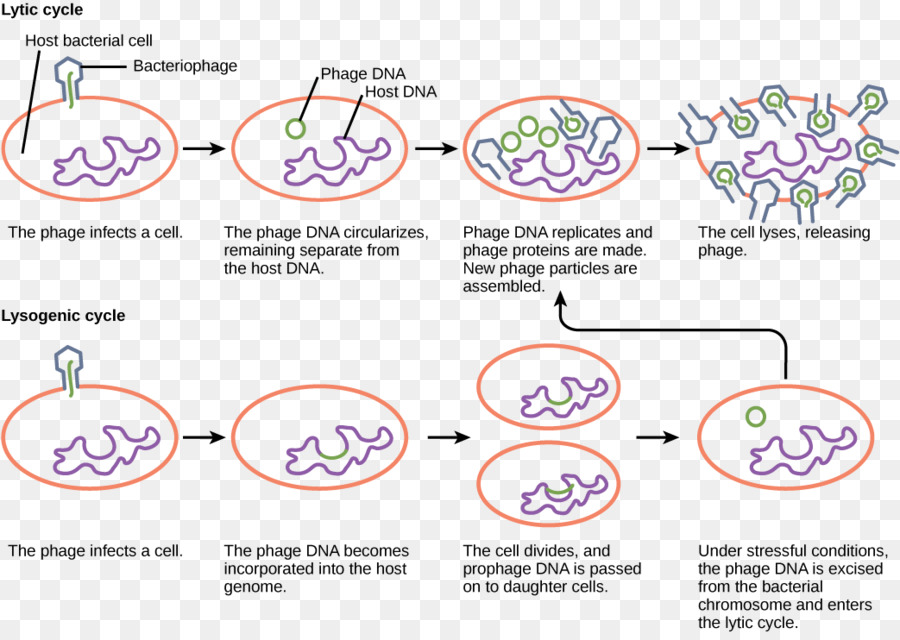 Lytic cycle
Host bacterial cell
Bacteriophage
Phage DNA
Host DNA
The phage infects a cell.
The phage DNA circularizes,
remaining separate from
the host DNA.
Phage DNA replicates and
phage proteins are made.
New phage particles are
assembled.
The cell lyses, releasing
phage.
Lysogenic cycle
The phage infects a cell.
The phage DNA becomes
incorporated into the host
genome.
The cell divides, and
prophage DNA is passed
on to daughter cells.
Under stressful conditions,
the phage DNA is excised
from the bacterial
chromosome and enters
the lytic cycle.